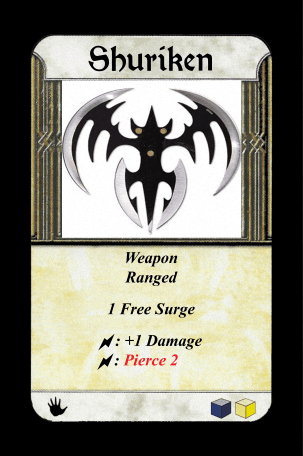 Shuriken
Weapon
Ranged
1 Free Surge
: +1 Damage
: Pierce 2